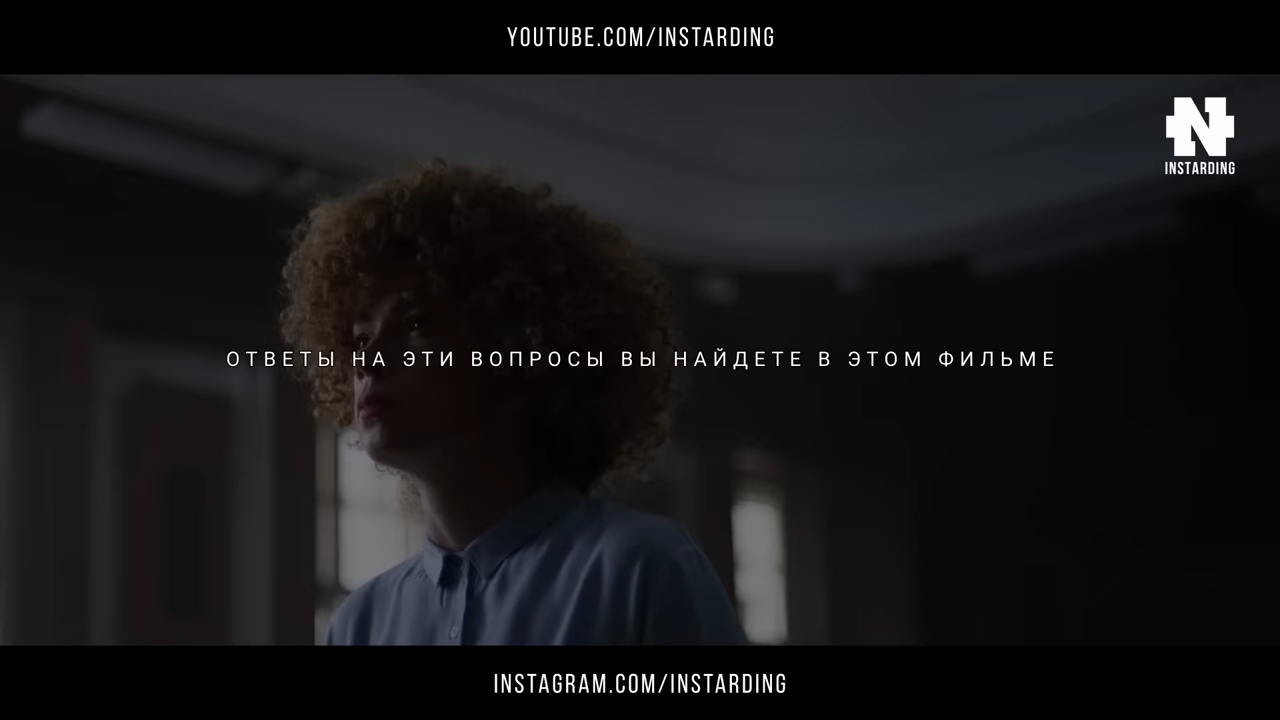 YOUTUBE.COM/INSTARDING
N
INSTARDING
ОТВЕТЫ НА ЭТИ ВОПРОСЫ ВЫ НАЙДЕТЕ В ЭТОМ ФИЛЬМЕ
INSTAGRAM.COM/INSTARDING